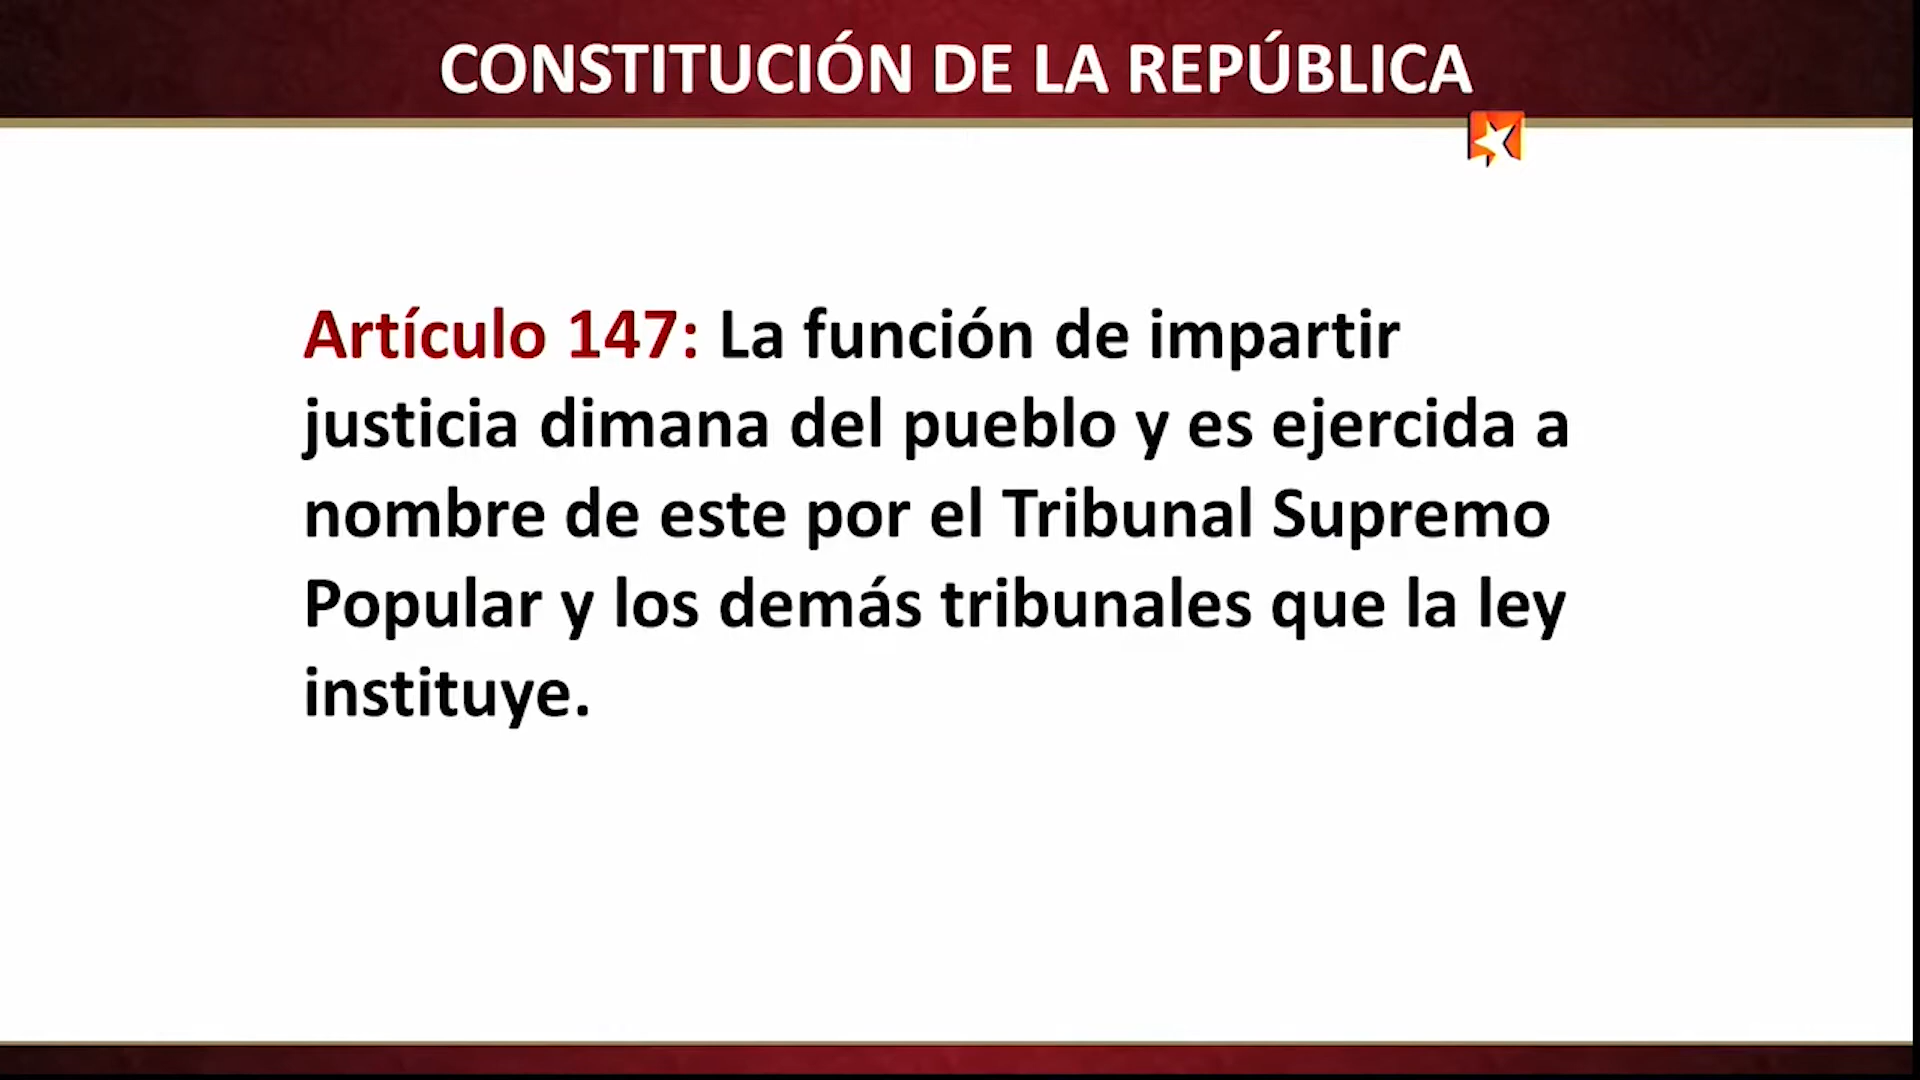 CONSTITUCIÓN DE LA REPÚBLICA
Artículo 147: La función de impartir
justicia dimana del pueblo y es ejercida a
nombre de este por el Tribunal Supremo
Popular y los demás tribunales que la ley
instituye.